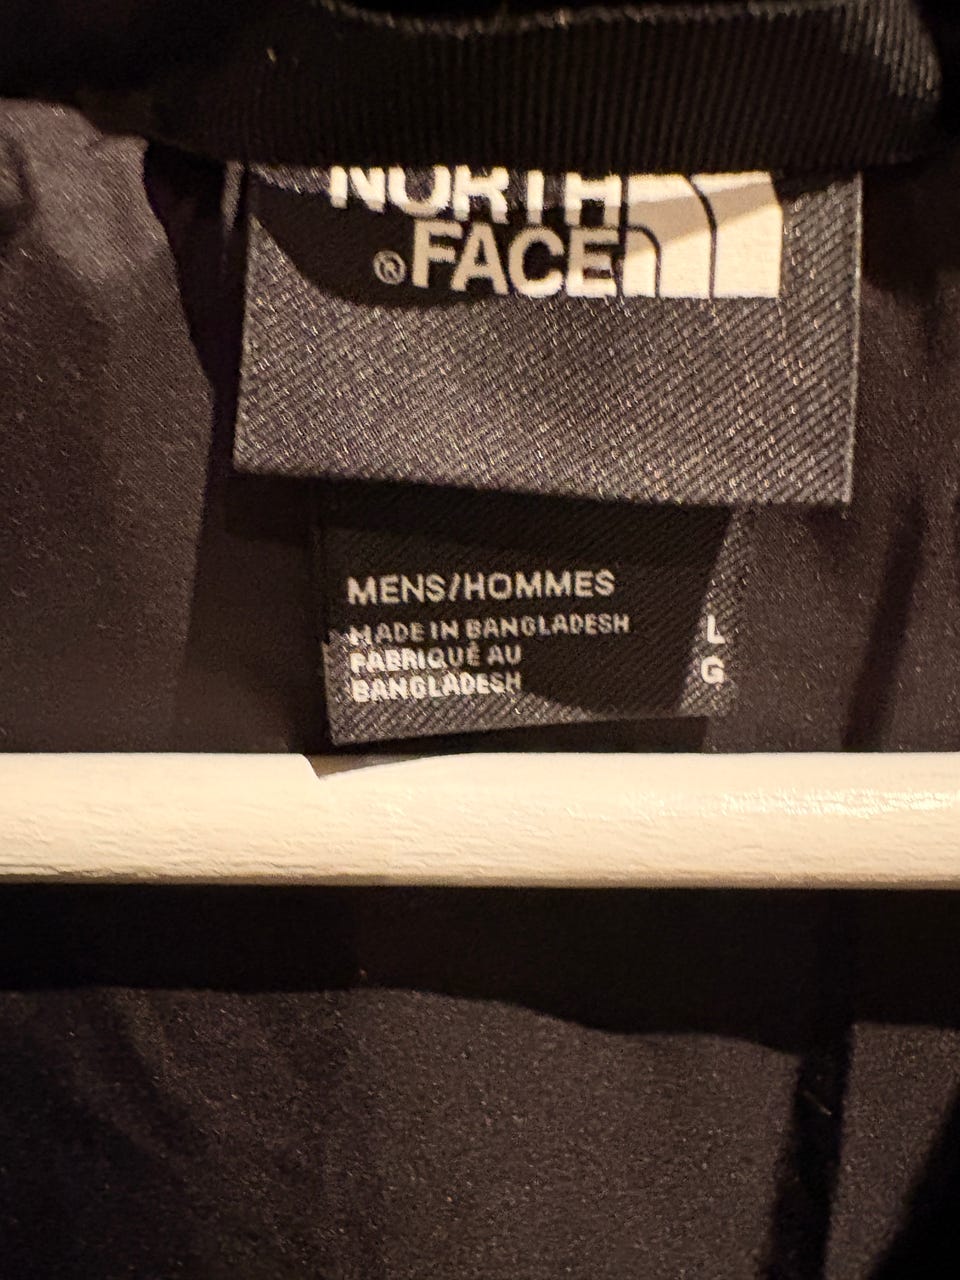 NORTH
®FACE
MENS/HOMMES
MADE IN BANGLADESH L
FABRIQUÉ AU G
BANGLADESH